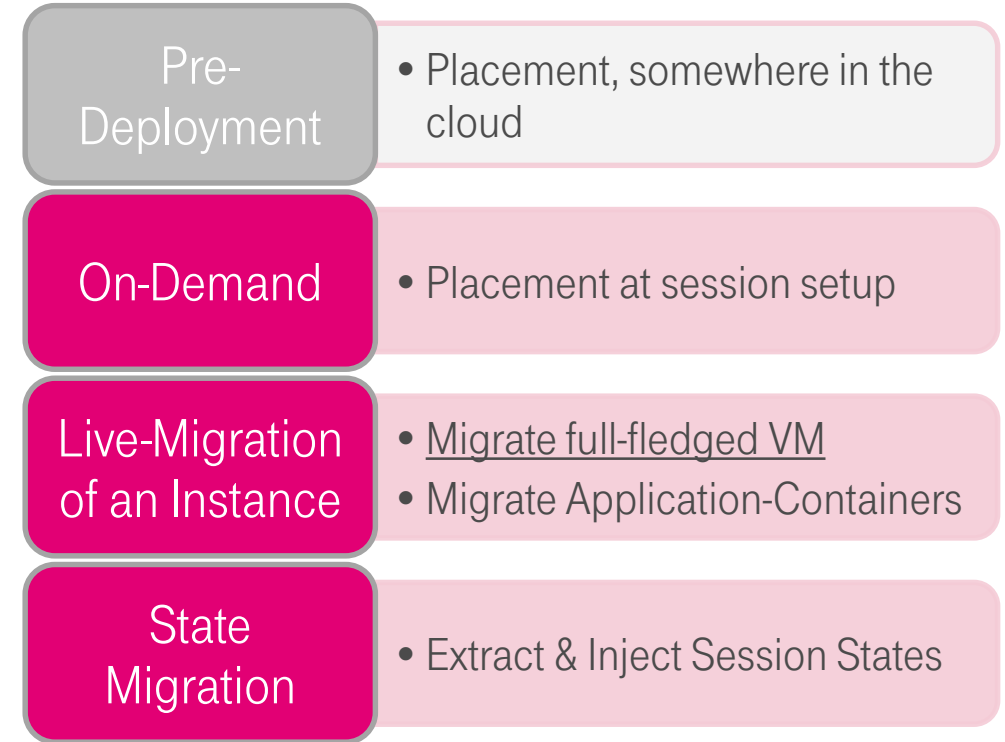 Pre-
Deployment
• Placement, somewhere in the
cloud
On-Demand
• Placement at session setup
Live-Migration
of an Instance
• Migrate full-fledged VM
• Migrate Application-Containers
State
Migration
• Extract & Inject Session States